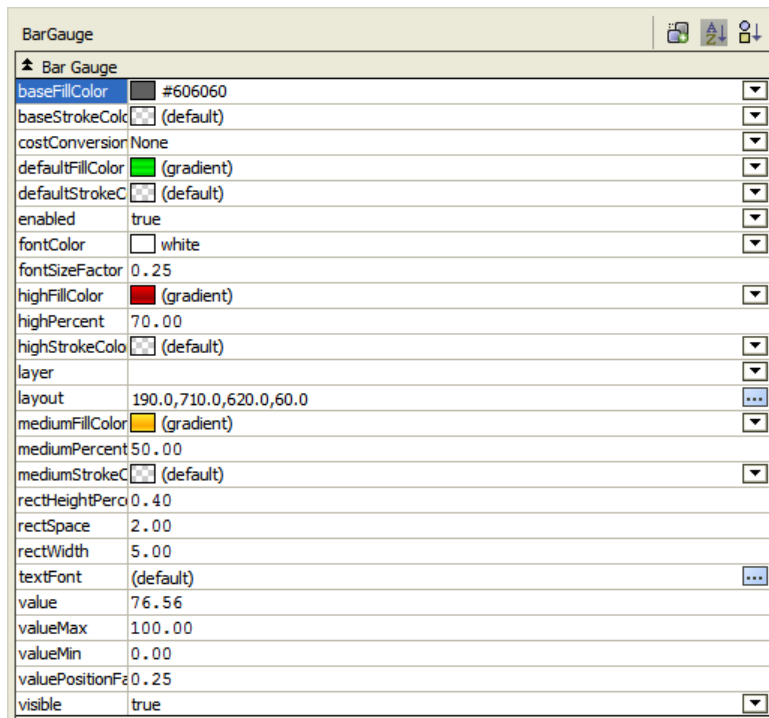 BarGauge
Bar Gauge
baseFillColor #606060
baseStrokeColo (default)
costConversion None
defaultFillColor (gradient)
defaultStrokeC (default)
enabled true
fontColor white
fontSizeFactor 0.25
highFillColor (gradient)
highPercent 70.00
highStrokeColo (default)
layer
layout 190.0,710.0,620.0,60.0
mediumFillColor (gradient)
mediumPercent 50.00
mediumStrokeC (default)
rectHeightPerce 0.40
rectSpace 2.00
rectWidth 5.00
textFont (default)
value 76.56
valueMax 100.00
valueMin 0.00
valuePositionFa 0.25
visible true